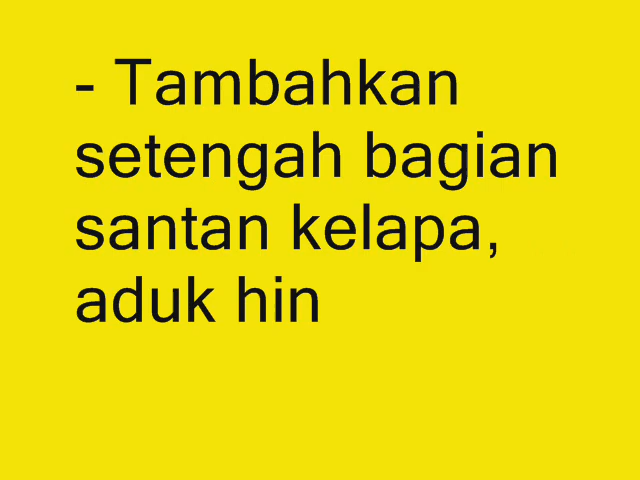 - Tambahkan
setengah bagian
santan kelapa,
aduk hin